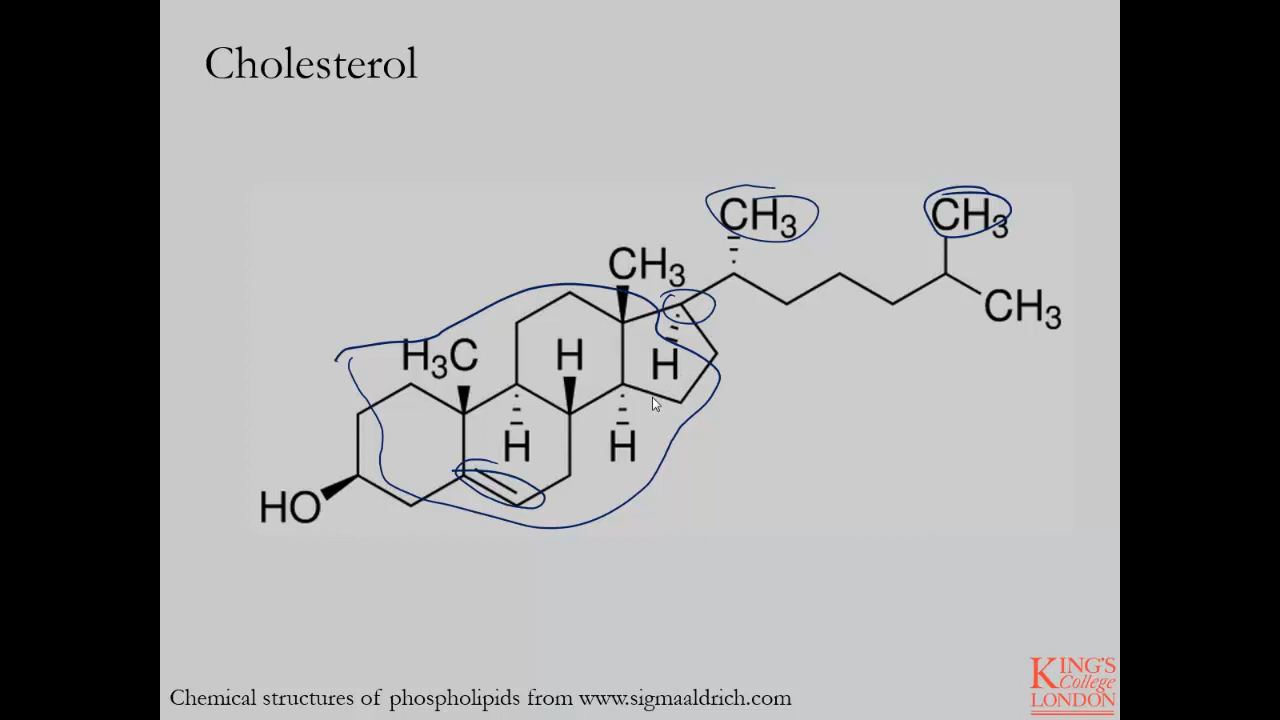 Cholesterol
CH3
CH3
CH3
CH3
H3C
H
H
H
H
HO
Chemical structures of phospholipids from www.sigmaaldrich.com
KING'S
College
LONDON